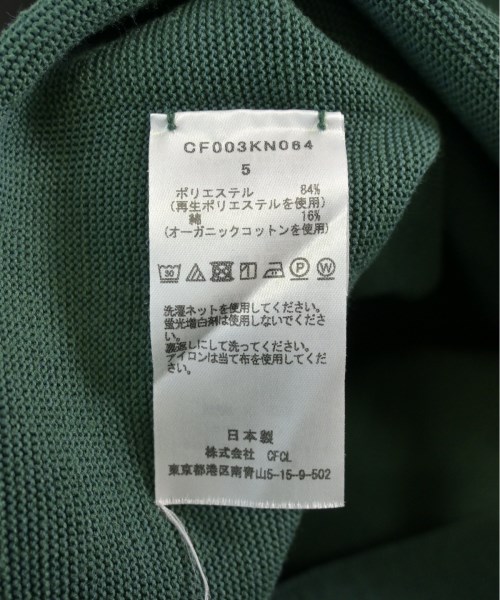 CF003KN064
5
ポリエステル 84%
(再生ポリエステルを使用)
綿 16%
(オーガニックコットンを使用)
30 P W
洗濯ネットを使用してください。
蛍光増白剤は使用しないでくださ
い。
裏返しにして洗ってください。
アイロンは当て布を使用してください。
日本製
株式会社 CFCL
東京都港区南青山5-15-9-502